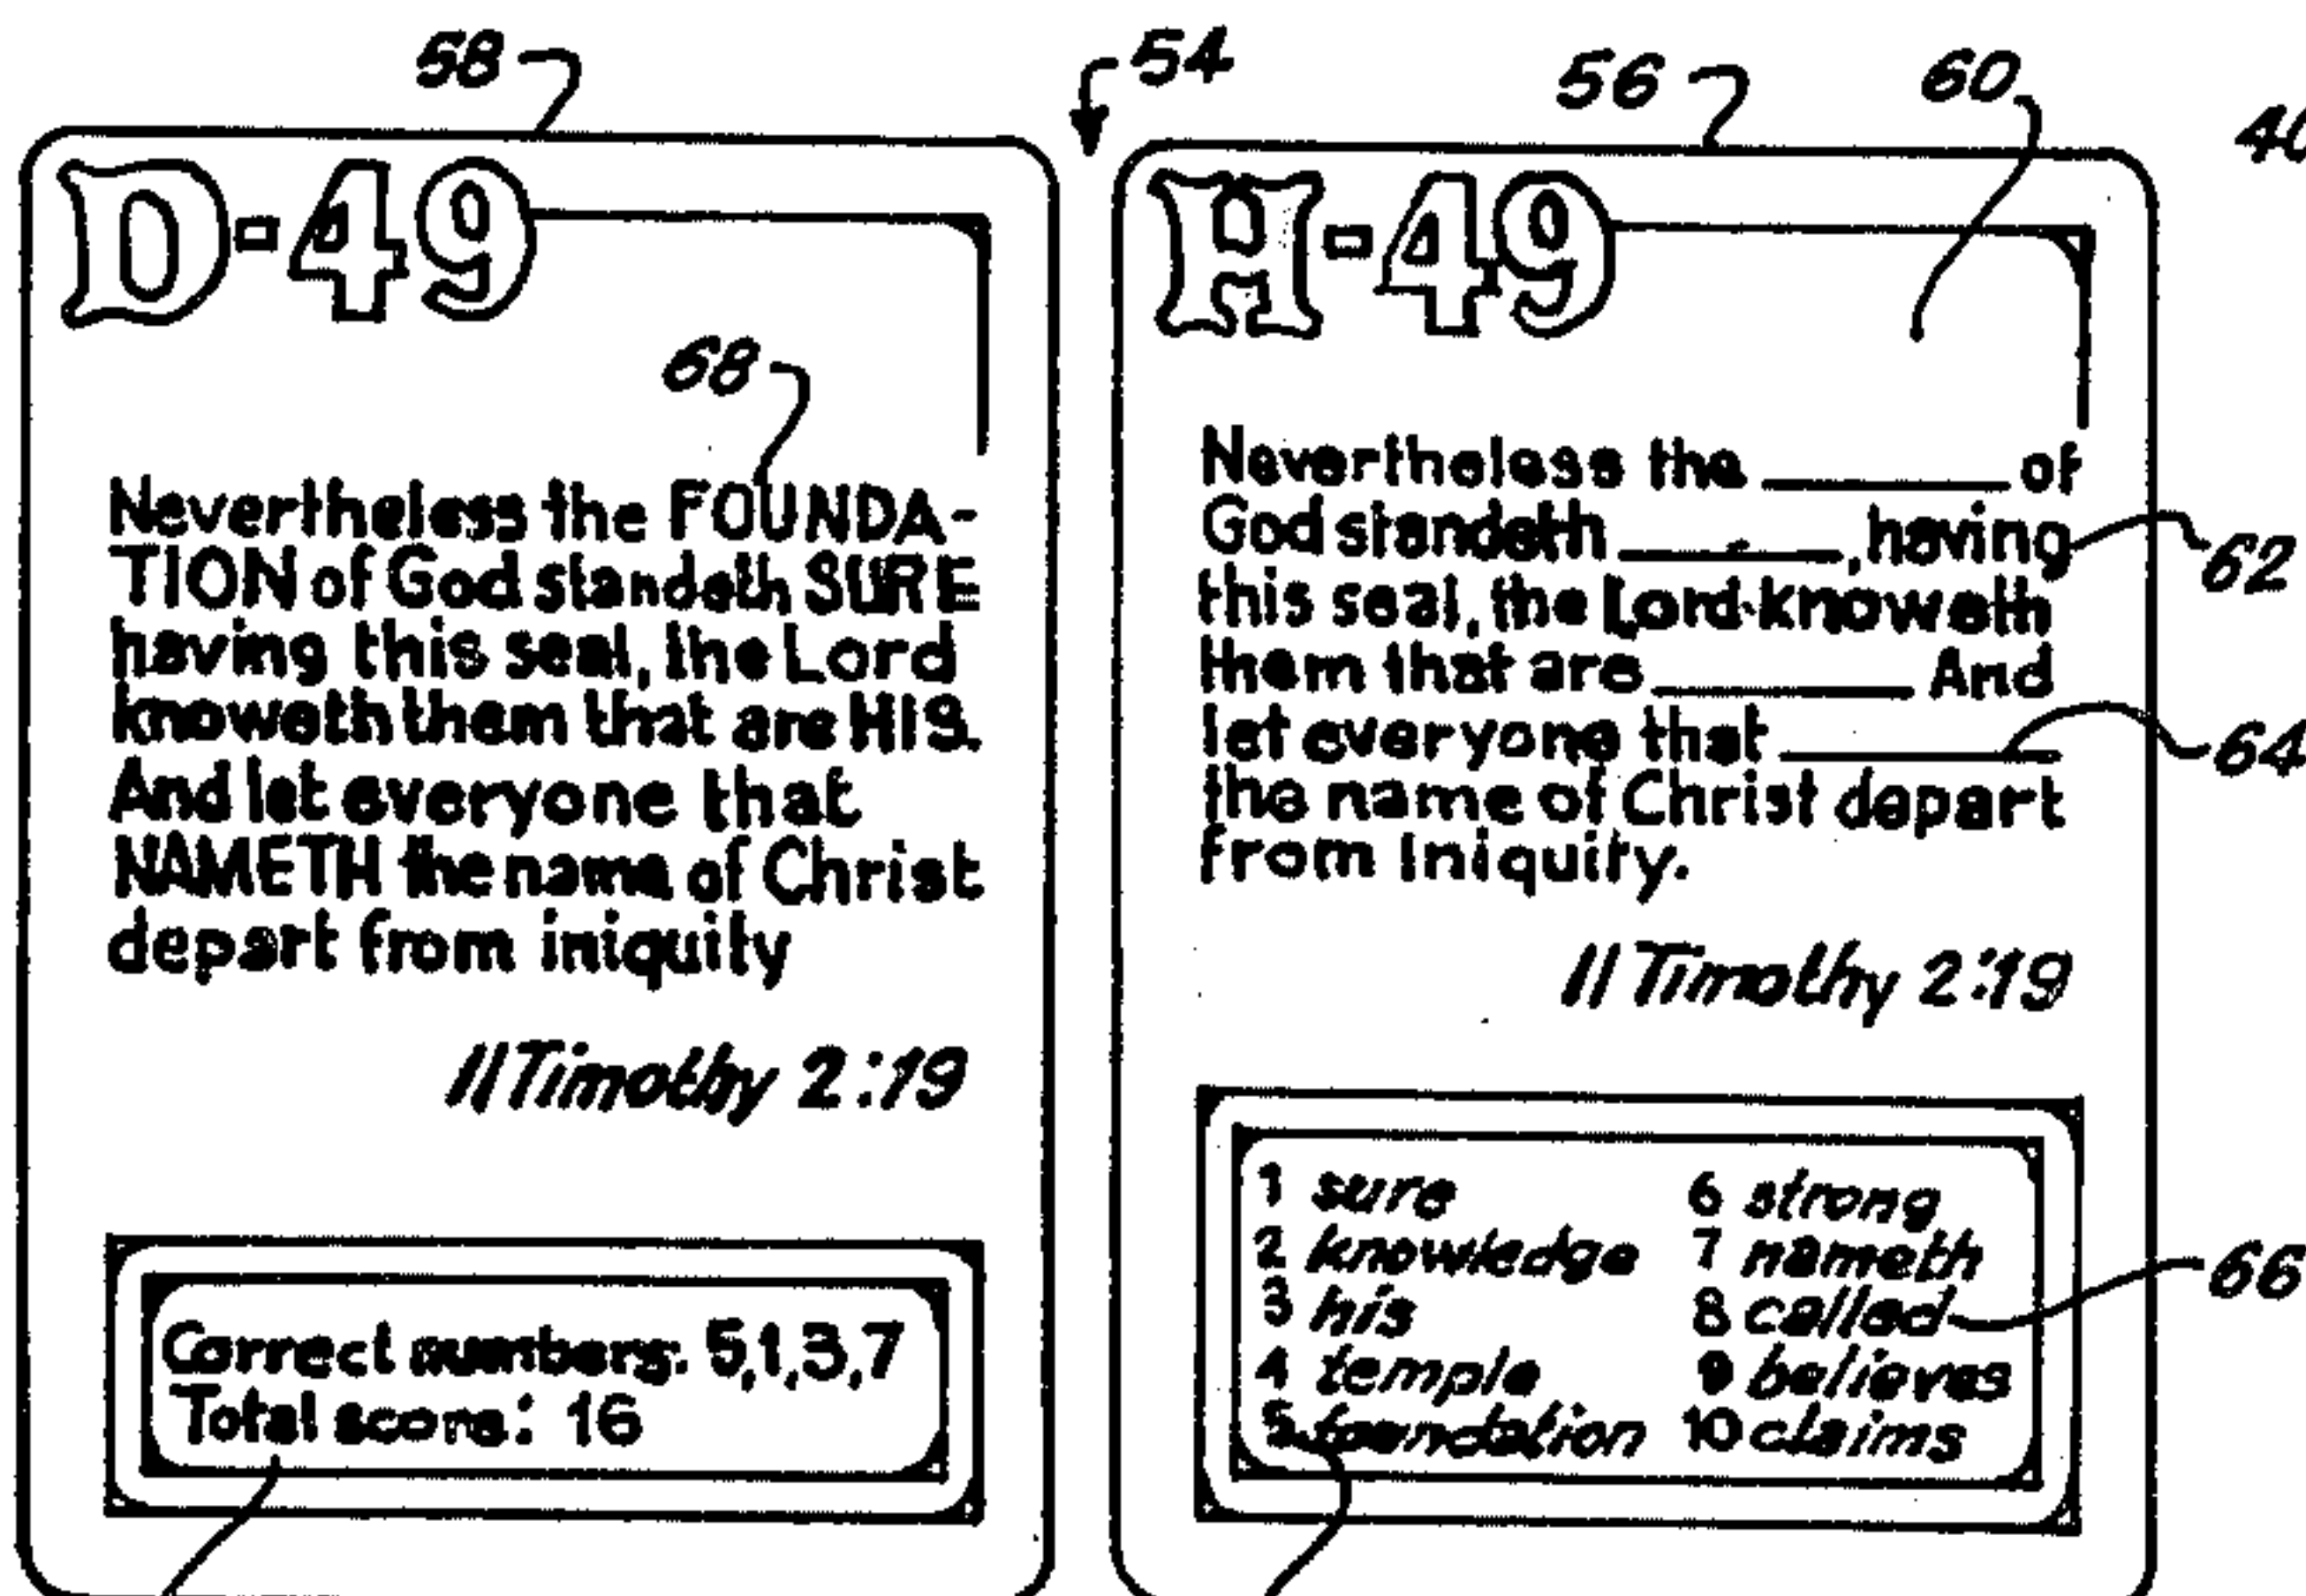 58
54
56
60
40
D-49
68
Nevertheless the FOUNDA-
TION of God standeth SURE
having this seal, the Lord
knoweth them that are HIS.
And let everyone that
NAMETH the name of Christ
depart from iniquity
II Timothy 2:19
Correct numbers: 5,1,3,7
Total score: 16
H-49
Nevertheless the ________ of
God standeth ________, having
this seal, the Lord knoweth
them that are ________ And
let everyone that ________
the name of Christ depart
from Iniquity.
II Timothy 2:19
62
64
1 sure 6 strong
2 knowledge 7 nameth
3 his 8 called
4 temple 9 believes
5 foundation 10 claims
66